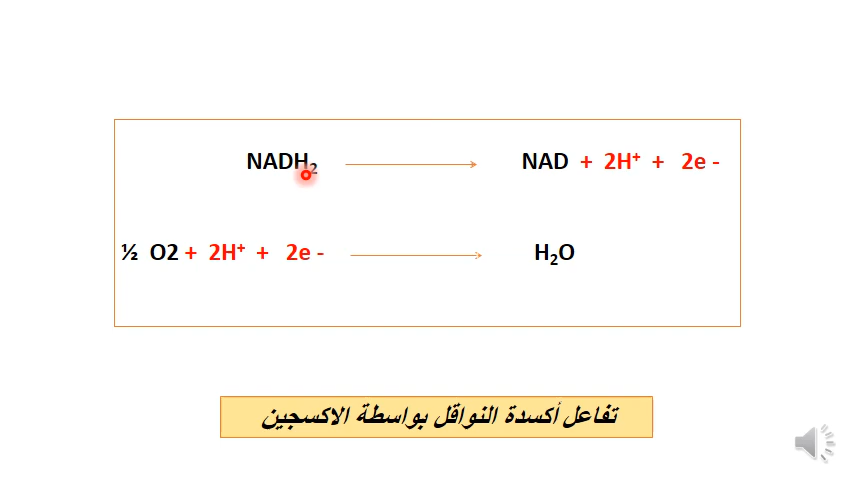 NADH₂ → NAD + 2H⁺ + 2e -
½ O2 + 2H⁺ + 2e - → H₂O
تفاعل أكسدة النواقل بواسطة الاكسجين